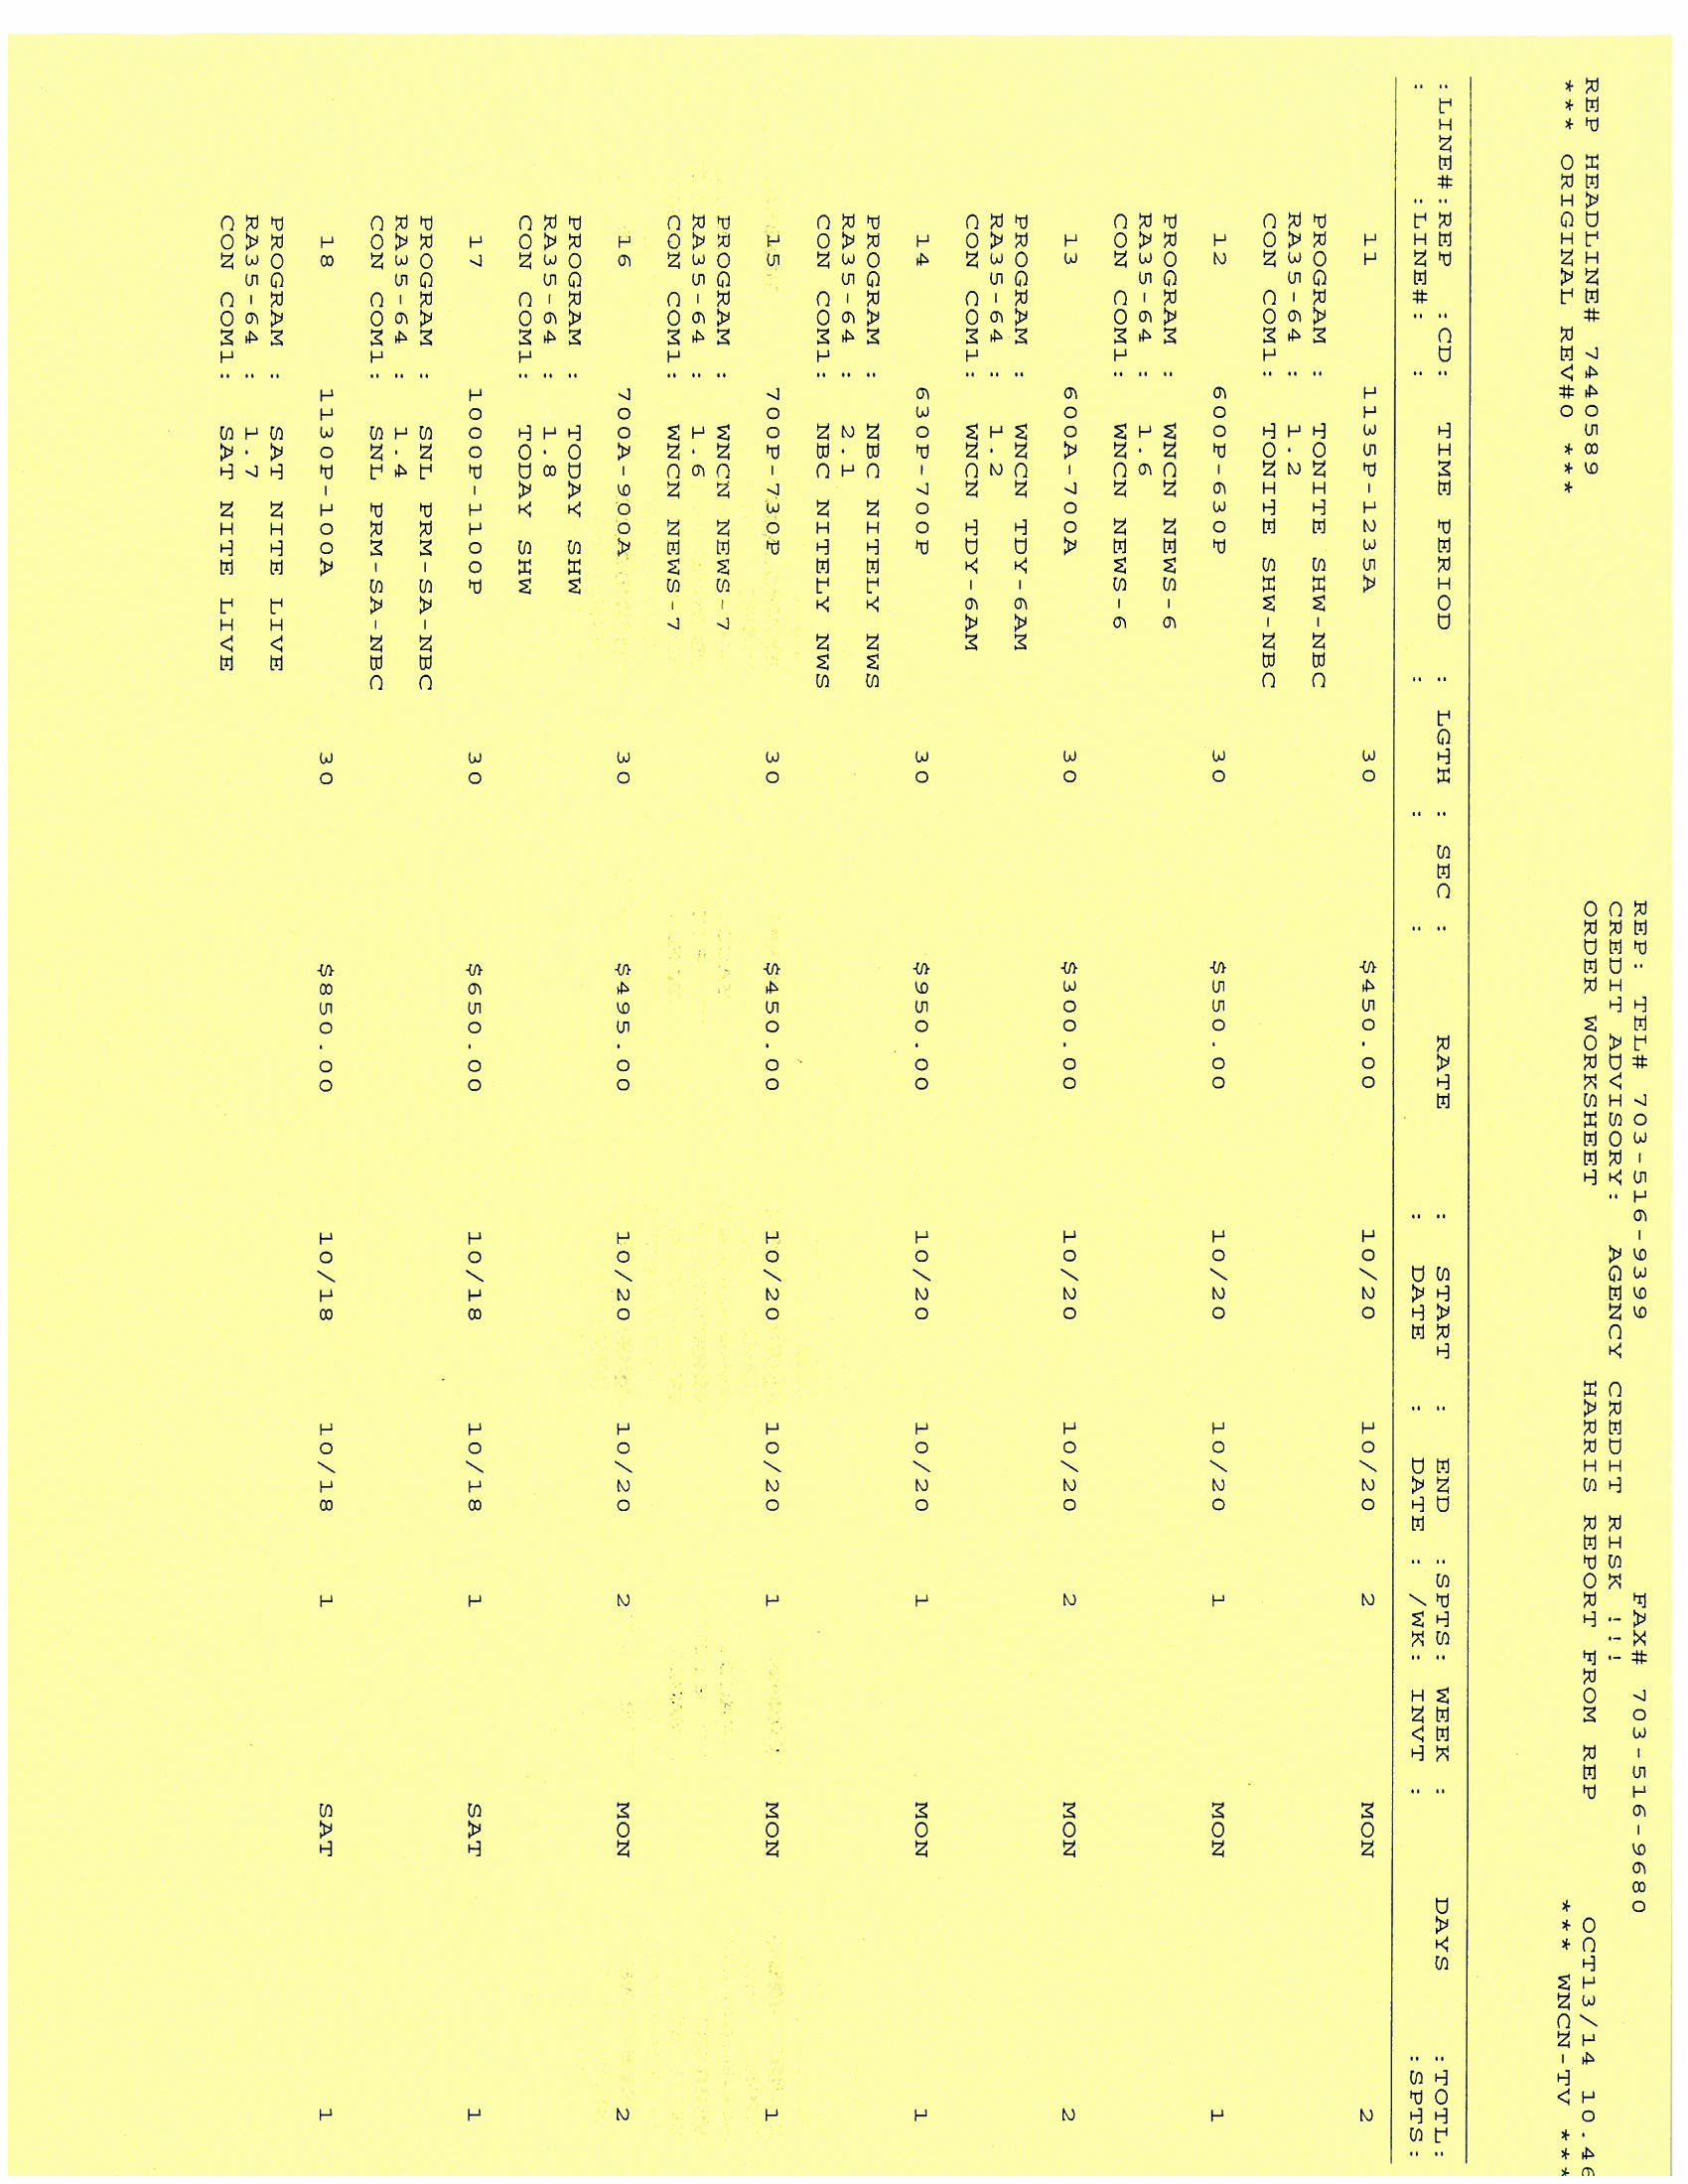 REP: TEL# 703-516-9399 FAX# 703-516-9680
CREDIT ADVISORY: AGENCY CREDIT RISK !!!
REP HEADLINE# 7440589 ORDER WORKSHEET HARRIS REPORT FROM REP OCT13/14 10.46
*** ORIGINAL REV#0 *** *** WNCN-TV ***
:LINE#:REP :CD: TIME PERIOD : LGTH : SEC : RATE : START : END :SPTS: WEEK : DAYS :TOTL:
: :LINE#: : : : : DATE : DATE : /WK: INVT : :SPTS:
11 1135P-1235A 30 $450.00 10/20 10/20 2 MON 2
PROGRAM : TONITE SHW-NBC
RA35-64 : 1.2
CON COM1: TONITE SHW-NBC
12 600P-630P 30 $550.00 10/20 10/20 1 MON 1
PROGRAM : WNCN NEWS-6
RA35-64 : 1.6
CON COM1: WNCN NEWS-6
13 600A-700A 30 $300.00 10/20 10/20 2 MON 2
PROGRAM : WNCN TDY-6AM
RA35-64 : 1.2
CON COM1: WNCN TDY-6AM
14 630P-700P 30 $950.00 10/20 10/20 1 MON 1
PROGRAM : NBC NITELY NWS
RA35-64 : 2.1
CON COM1: NBC NITELY NWS
15 700P-730P 30 $450.00 10/20 10/20 1 MON 1
PROGRAM : WNCN NEWS-7
RA35-64 : 1.6
CON COM1: WNCN NEWS-7
16 700A-900A 30 $495.00 10/20 10/20 2 MON 2
PROGRAM : TODAY SHW
RA35-64 : 1.8
CON COM1: TODAY SHW
17 1000P-1100P 30 $650.00 10/18 10/18 1 SAT 1
PROGRAM : SNL PRM-SA-NBC
RA35-64 : 1.4
CON COM1: SNL PRM-SA-NBC
18 1130P-100A 30 $850.00 10/18 10/18 1 SAT 1
PROGRAM : SAT NITE LIVE
RA35-64 : 1.7
CON COM1: SAT NITE LIVE